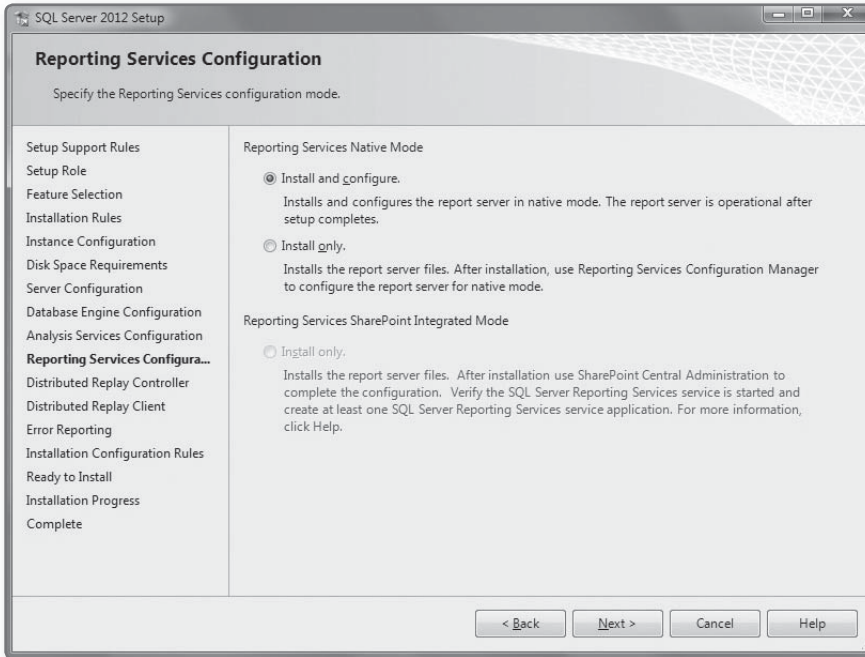 SQL Server 2012 Setup
Reporting Services Configuration
Specify the Reporting Services configuration mode.
Setup Support Rules
Setup Role
Feature Selection
Installation Rules
Instance Configuration
Disk Space Requirements
Server Configuration
Database Engine Configuration
Analysis Services Configuration
Reporting Services Configura...
Distributed Replay Controller
Distributed Replay Client
Error Reporting
Installation Configuration Rules
Ready to Install
Installation Progress
Complete
Reporting Services Native Mode
Install and configure.
Installs and configures the report server in native mode. The report server is operational after
setup completes.
Install only.
Installs the report server files. After installation, use Reporting Services Configuration Manager
to configure the report server for native mode.
Reporting Services SharePoint Integrated Mode
Install only.
Installs the report server files. After installation use SharePoint Central Administration to
complete the configuration. Verify the SQL Server Reporting Services service is started and
create at least one SQL Server Reporting Services service application. For more information,
click Help.
< Back
Next >
Cancel
Help